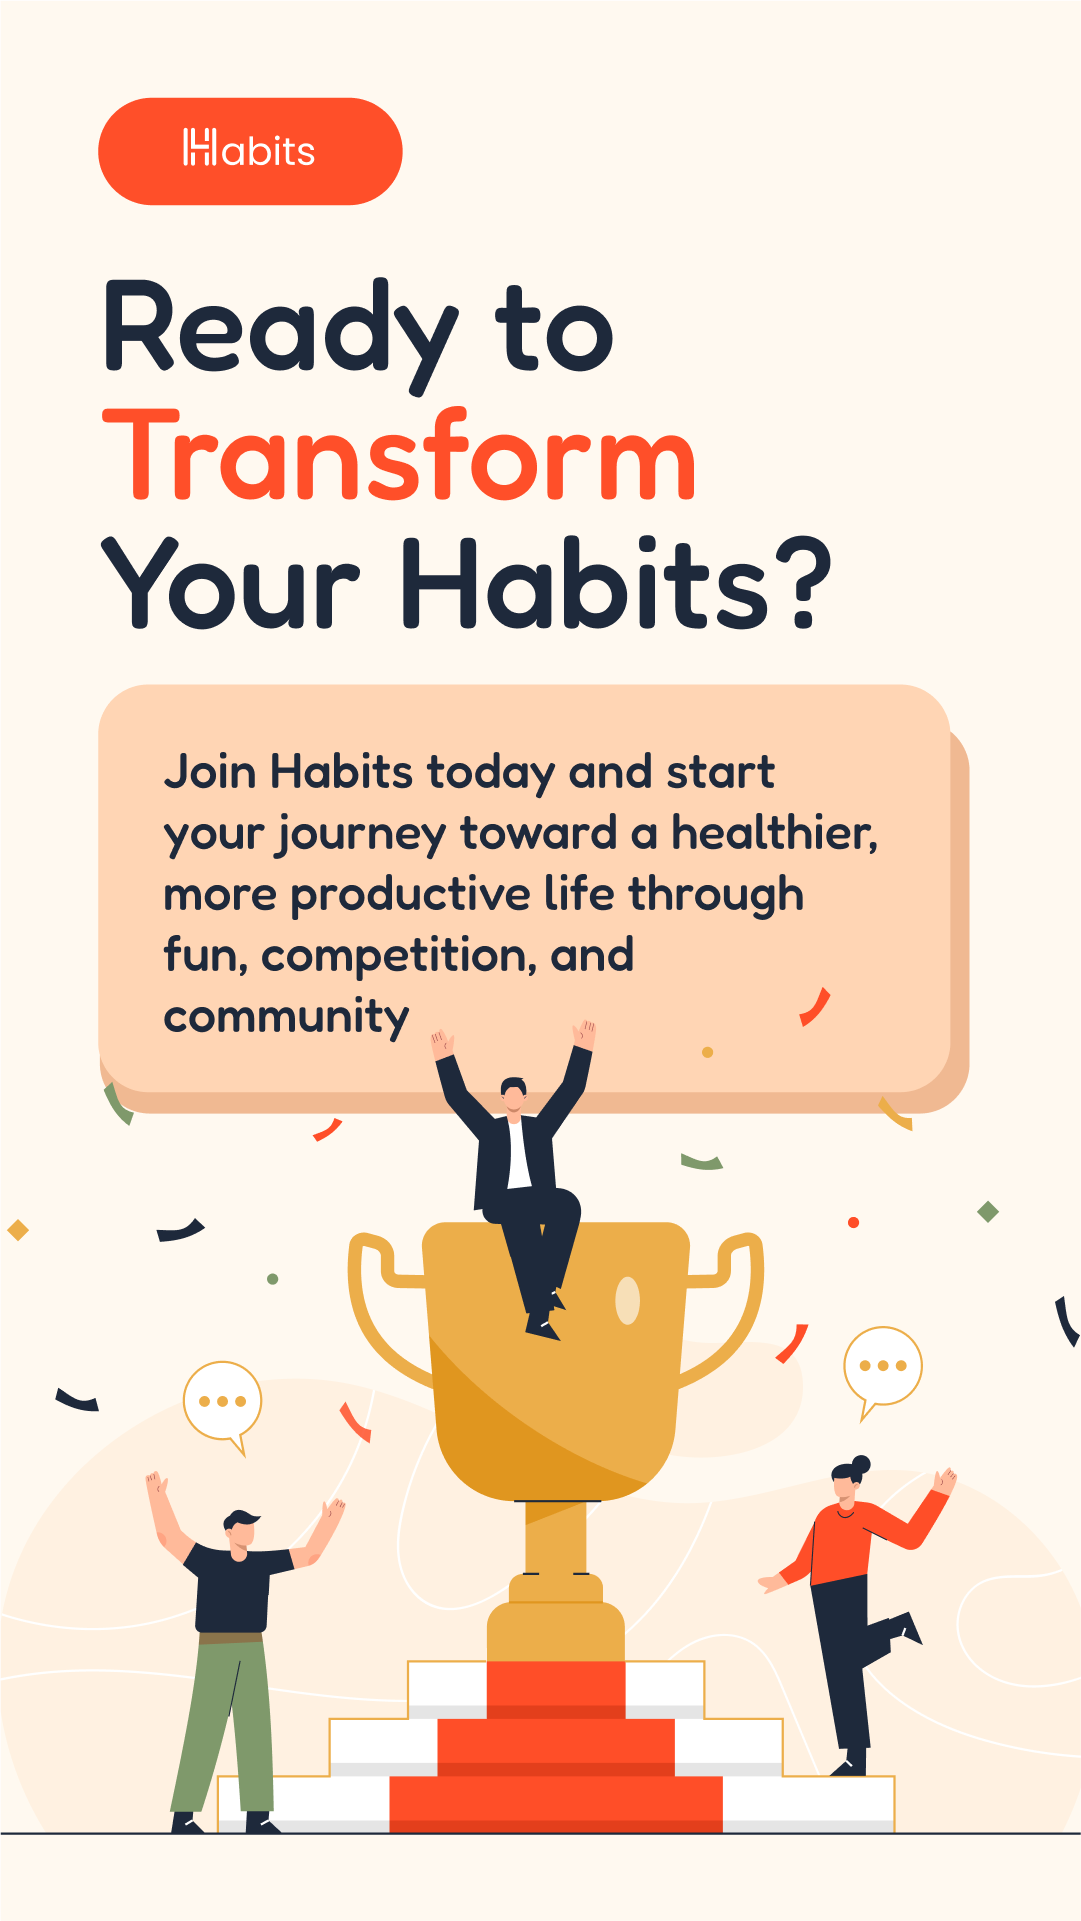 Habits
Ready to
Transform
Your Habits?
Join Habits today and start
your journey toward a healthier,
more productive life through
fun, competition, and
community